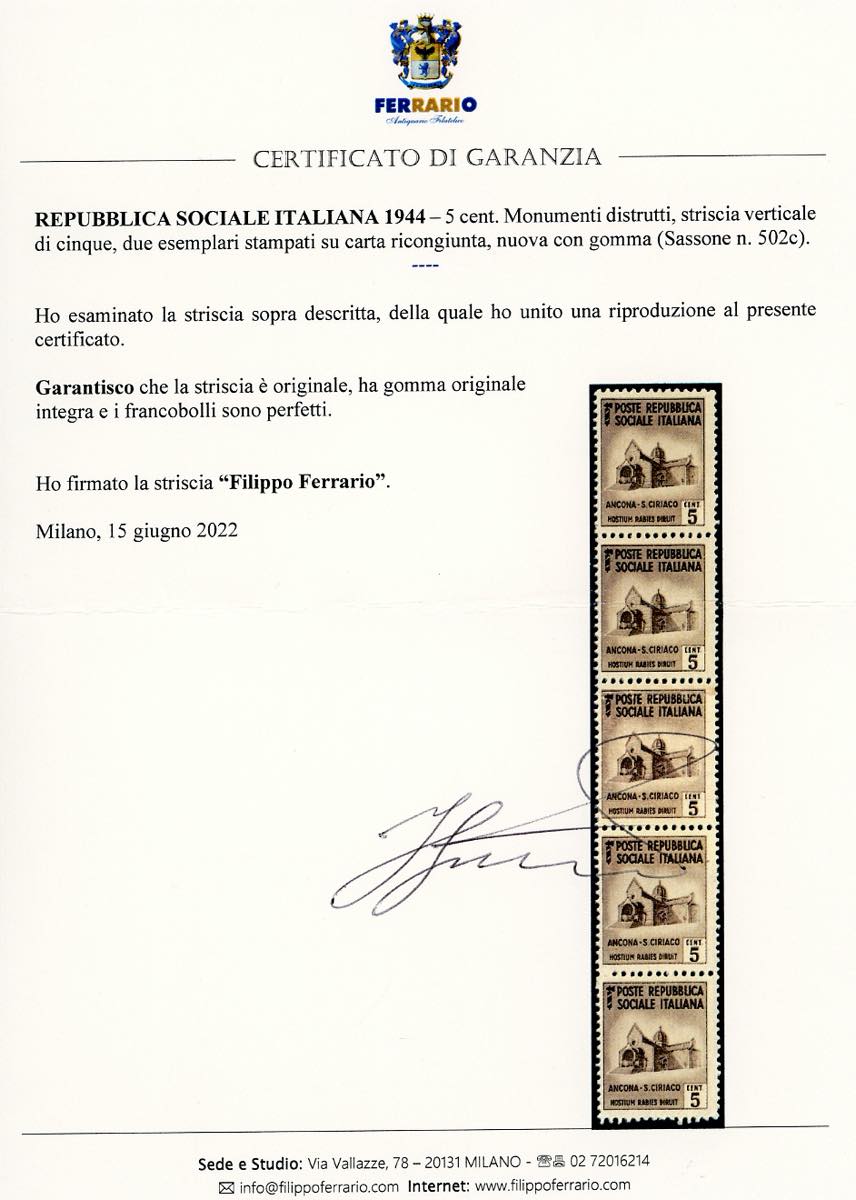 FERRARIO
Antiquario Filatelico
CERTIFICATO DI GARANZIA
REPUBBLICA SOCIALE ITALIANA 1944 – 5 cent. Monumenti distrutti, striscia verticale
di cinque, due esemplari stampati su carta ricongiunta, nuova con gomma (Sassone n. 502c).
----
Ho esaminato la striscia sopra descritta, della quale ho unito una riproduzione al presente
certificato.
Garantisco che la striscia è originale, ha gomma originale
integra e i francobolli sono perfetti.
Ho firmato la striscia “Filippo Ferrario”.
Milano, 15 giugno 2022
POSTE REPUBBLICA
SOCIALE ITALIANA
ANCONA - S. CIRIACO
HOSTIUM RABIES DIRUIT
CENT
5
POSTE REPUBBLICA
SOCIALE ITALIANA
ANCONA - S. CIRIACO
HOSTIUM RABIES DIRUIT
CENT
5
POSTE REPUBBLICA
SOCIALE ITALIANA
ANCONA - S. CIRIACO
HOSTIUM RABIES DIRUIT
CENT
5
POSTE REPUBBLICA
SOCIALE ITALIANA
ANCONA - S. CIRIACO
HOSTIUM RABIES DIRUIT
CENT
5
POSTE REPUBBLICA
SOCIALE ITALIANA
ANCONA - S. CIRIACO
HOSTIUM RABIES DIRUIT
CENT
5
Sede e Studio: Via Vallazze, 78 – 20131 MILANO - ☏ 02 72016214
✉ info@filippoferrario.com Internet: www.filippoferrario.com